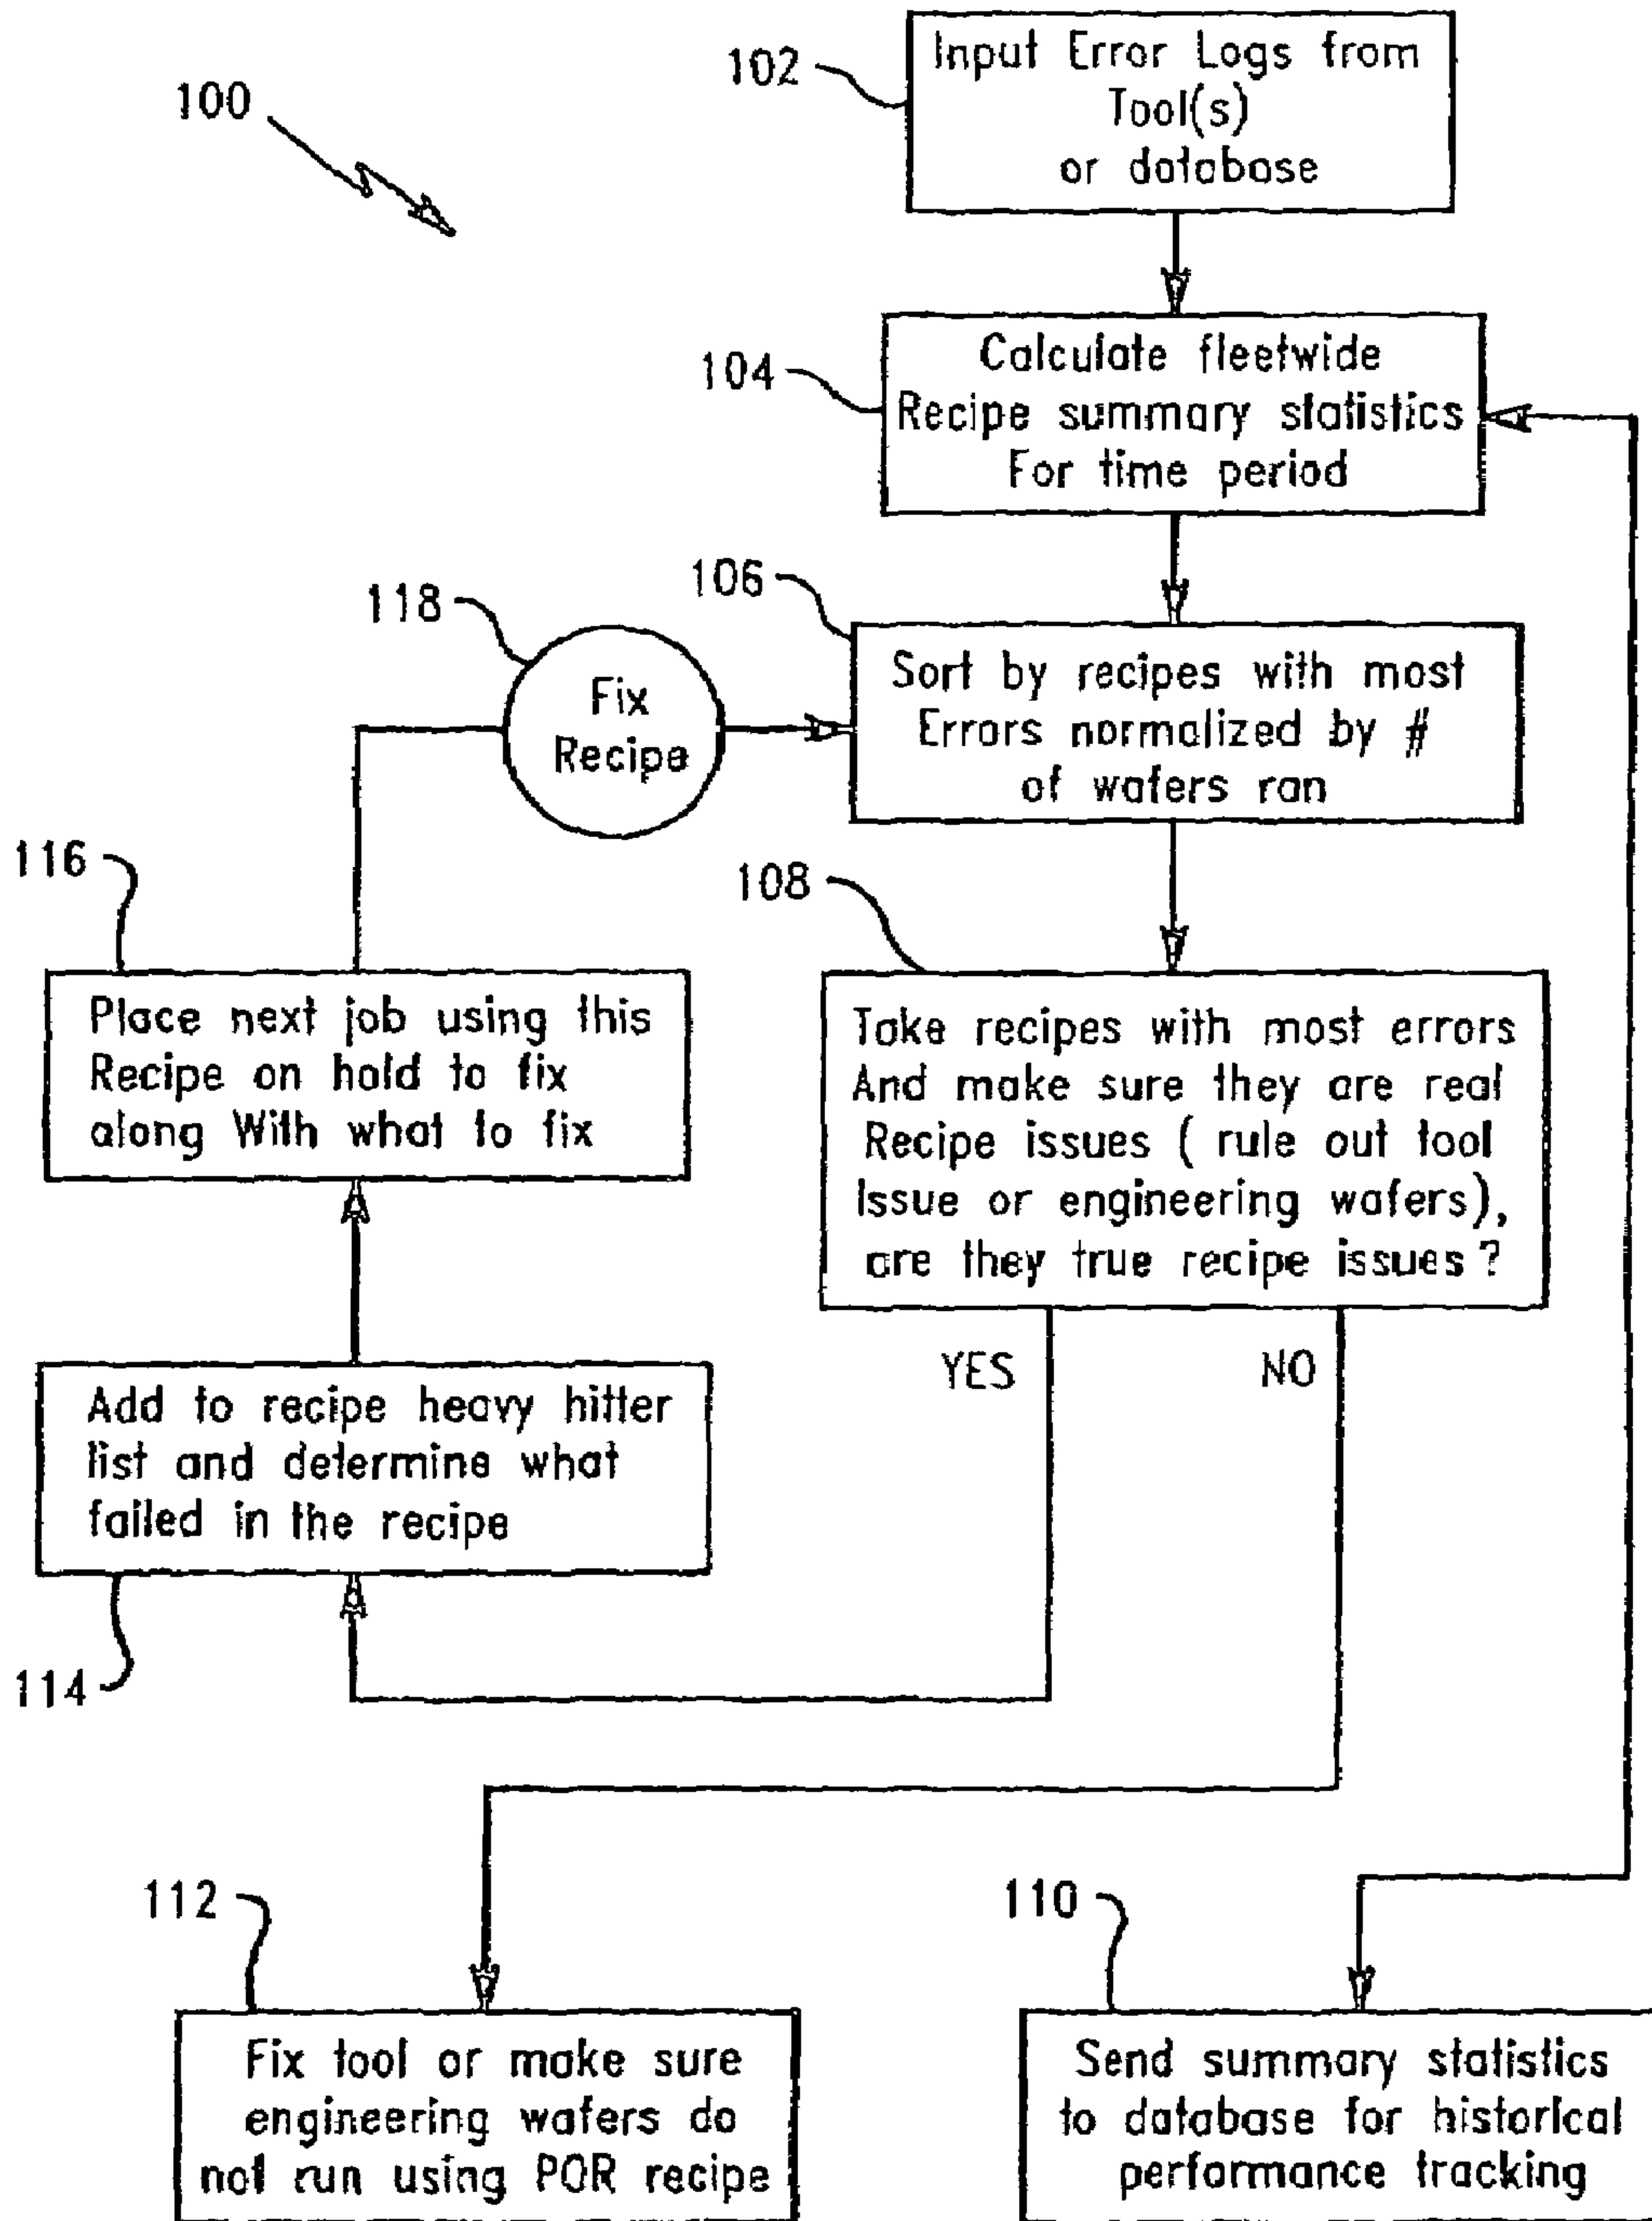 100
102
Input Error Logs from
Tool(s)
or database
104
Calculate fleetwide
Recipe summary statistics
For time period
118
Fix
Recipe
106
Sort by recipes with most
Errors normalized by #
of wafers ran
116
Place next job using this
Recipe on hold to fix
along With what to fix
108
Take recipes with most errors
And make sure they are real
Recipe issues ( rule out tool
Issue or engineering wafers),
are they true recipe issues ?
YES
NO
Add to recipe heavy hitter
list and determine what
failed in the recipe
114
112
Fix tool or make sure
engineering wafers do
not run using POR recipe
110
Send summary statistics
to database for historical
performance tracking